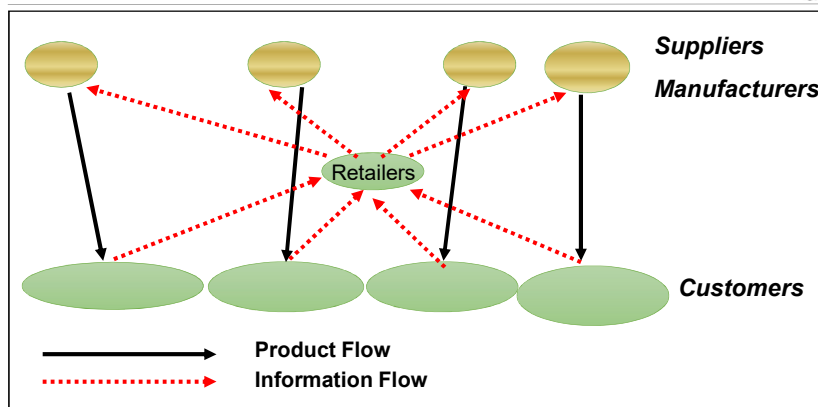 Suppliers
Manufacturers
Retailers
Customers
Product Flow
Information Flow